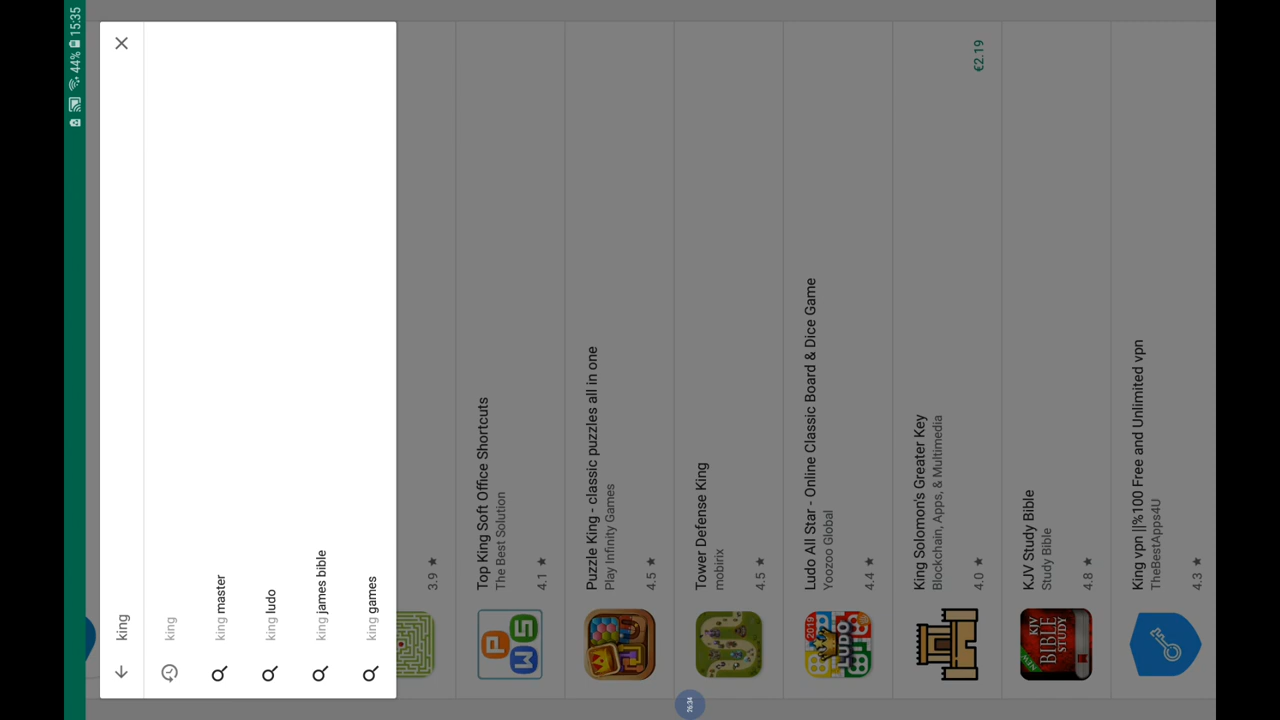 44% 15:35
king
king
king master
king ludo
king james bible
king games
3.9 ★
Top King Soft Office Shortcuts
The Best Solution
4.1 ★
P
W
S
Puzzle King - classic puzzles all in one
Play Infinity Games
4.5 ★
Tower Defense King
mobirix
4.5 ★
Ludo All Star - Online Classic Board & Dice Game
Yoozoo Global
4.4 ★
LUDO
King Solomon's Greater Key
Blockchain, Apps, & Multimedia
4.0 ★
€2.19
KJV Study Bible
Study Bible
4.8 ★
KJV
BIBLE
STUDY
King vpn ||%100 Free and Unlimited vpn
TheBestApps4U
4.3 ★